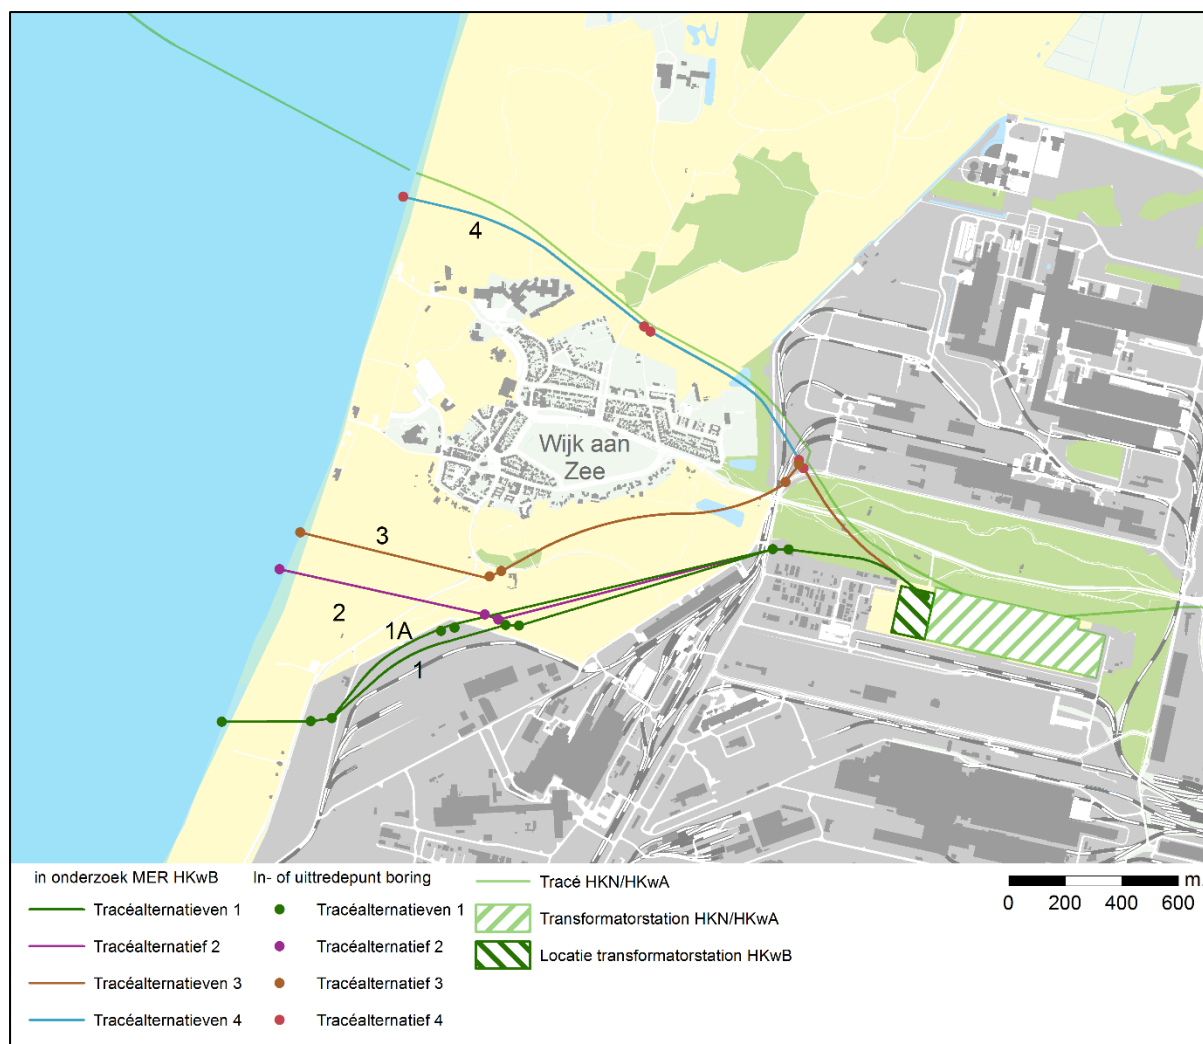 4
Wijk aan
Zee
3
2
1A
1
in onderzoek MER HKwB
In- of uittredepunt boring
Tracéalternatieven 1
Tracéalternatief 2
Tracéalternatieven 3
Tracéalternatieven 4
Tracéalternatieven 1
Tracéalternatief 2
Tracéalternatief 3
Tracéalternatief 4
Tracé HKN/HKwA
Transformatorstation HKN/HKwA
Locatie transformatorstation HKwB
m
0 200 400 600